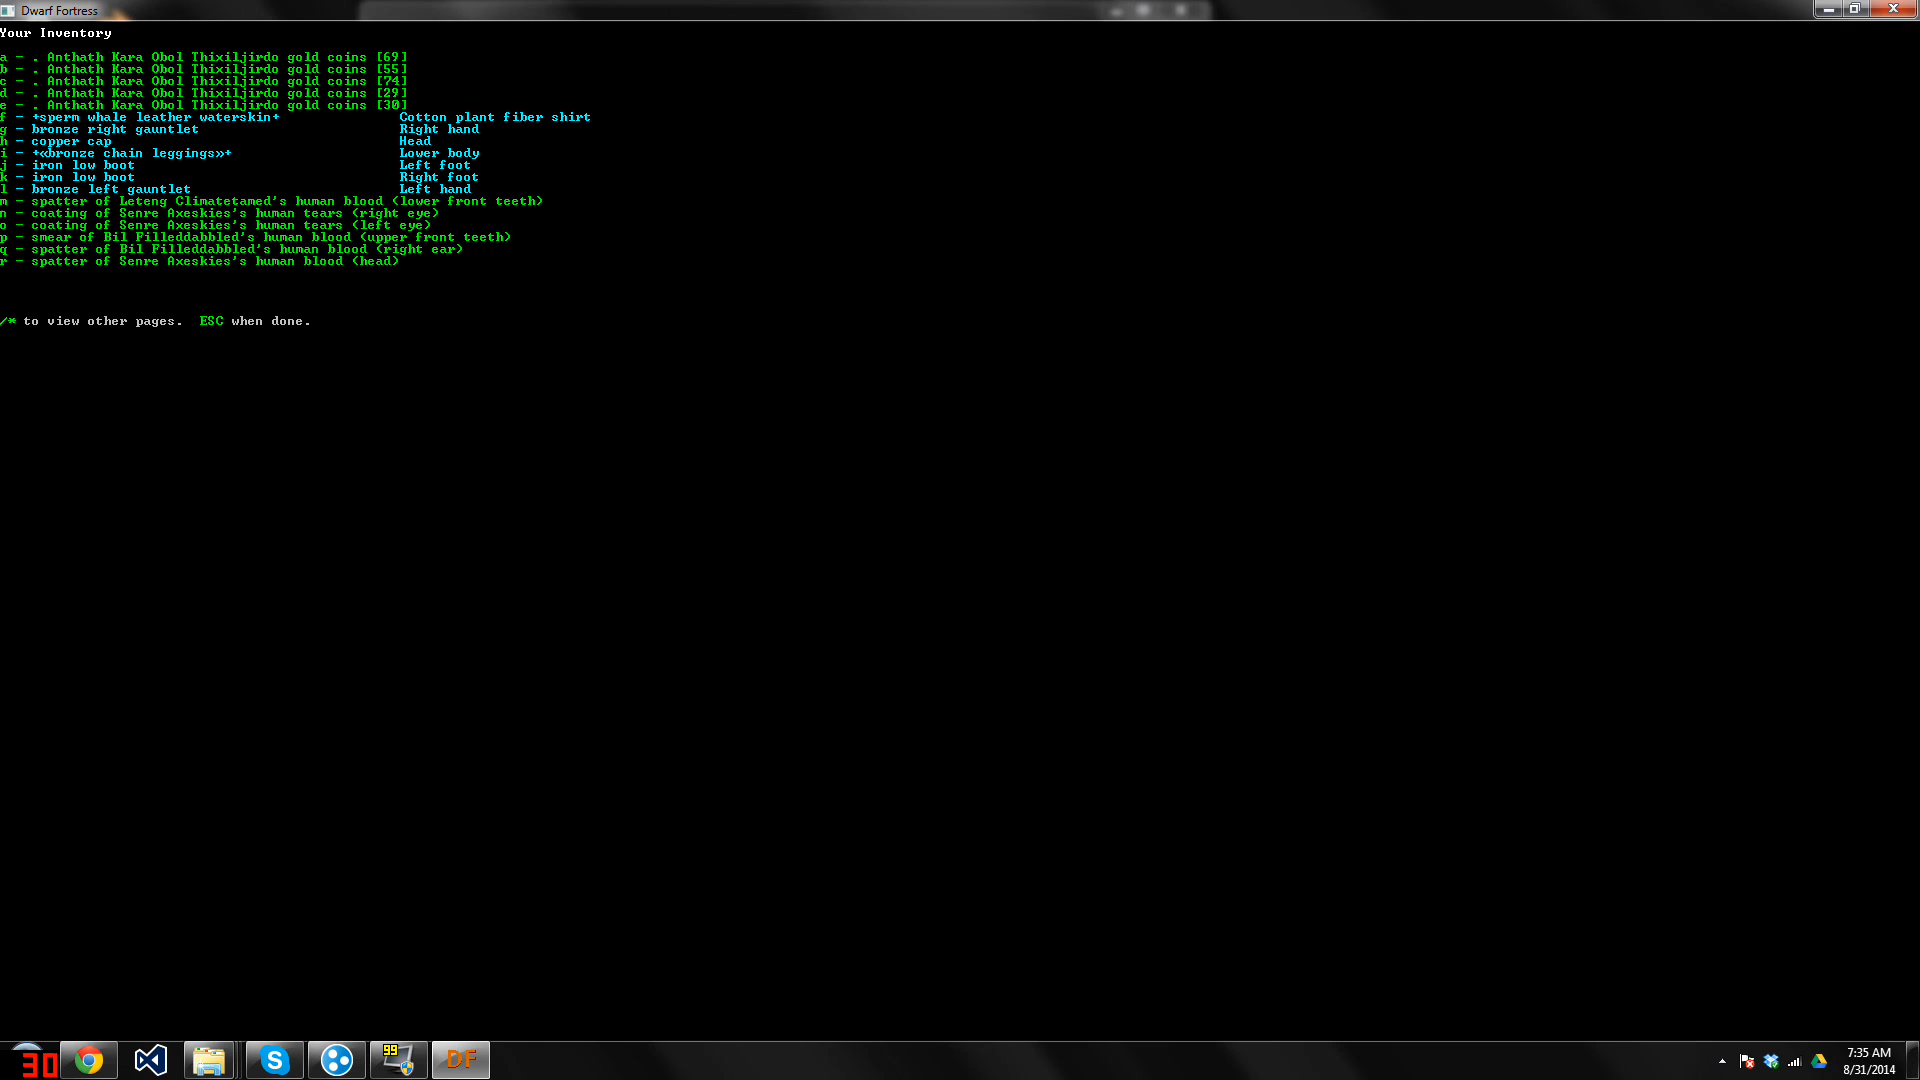 Dwarf Fortress
Your Inventory
a - . Anthath Kara Obol Thixiljirdo gold coins [69]
b - . Anthath Kara Obol Thixiljirdo gold coins [55]
c - . Anthath Kara Obol Thixiljirdo gold coins [74]
d - . Anthath Kara Obol Thixiljirdo gold coins [29]
e - . Anthath Kara Obol Thixiljirdo gold coins [30]
f - +sperm whale leather waterskin+ Cotton plant fiber shirt
g - bronze right gauntlet Right hand
h - copper cap Head
i - +«bronze chain leggings»+ Lower body
j - iron low boot Left foot
k - iron low boot Right foot
l - bronze left gauntlet Left hand
m - spatter of Leteng Climatetamed's human blood (lower front teeth)
n - coating of Senre Axeskies's human tears (right eye)
o - coating of Senre Axeskies's human tears (left eye)
p - smear of Bil Filleddabbled's human blood (upper front teeth)
q - spatter of Bil Filleddabbled's human blood (right ear)
r - spatter of Senre Axeskies's human blood (head)
/* to view other pages.  ESC when done.
30
S
99
DF
7:35 AM
8/31/2014